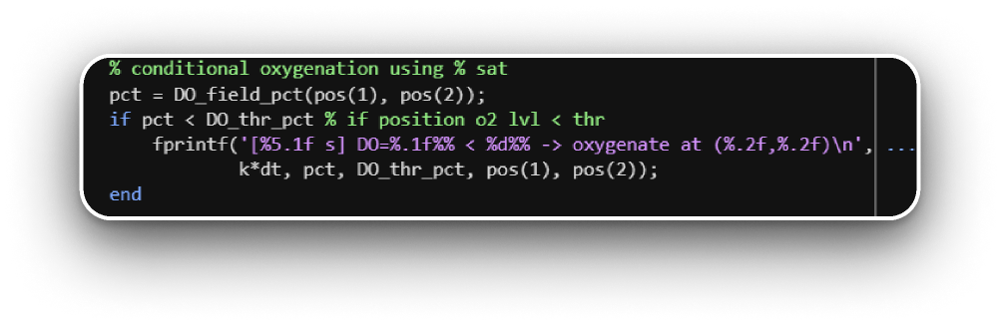 % conditional oxygenation using % sat
pct = DO_field_pct(pos(1), pos(2));
if pct < DO_thr_pct % if position o2 lvl < thr
fprintf('[%5.1f s] DO=%.1f%% < %d%% -> oxygenate at (%.2f,%.2f)\n', ...
k*dt, pct, DO_thr_pct, pos(1), pos(2));
end